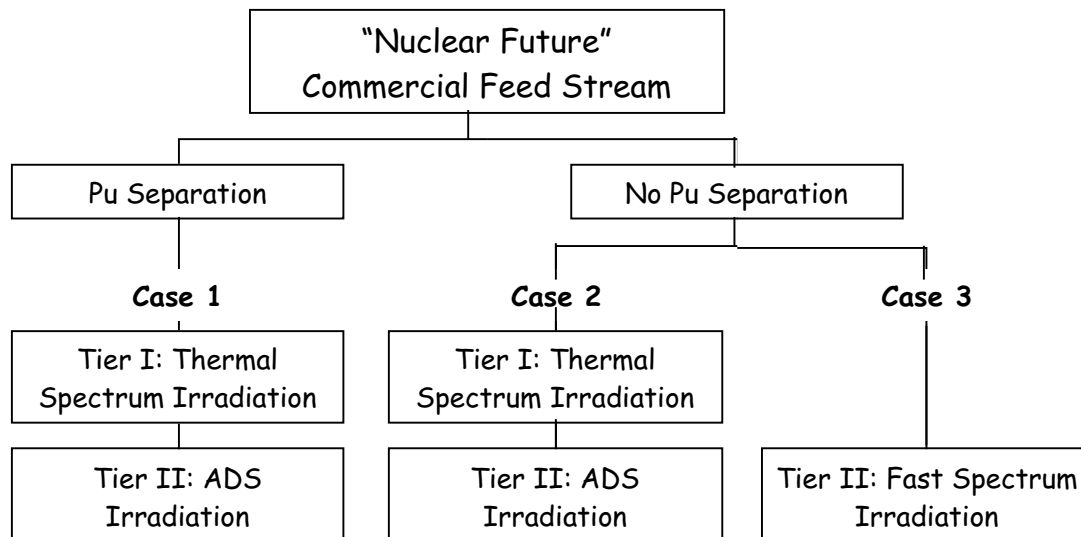 “Nuclear Future”
Commercial Feed Stream
Pu Separation
No Pu Separation
Case 1
Case 2
Case 3
Tier I: Thermal
Spectrum Irradiation
Tier I: Thermal
Spectrum Irradiation
Tier II: ADS
Irradiation
Tier II: ADS
Irradiation
Tier II: Fast Spectrum
Irradiation